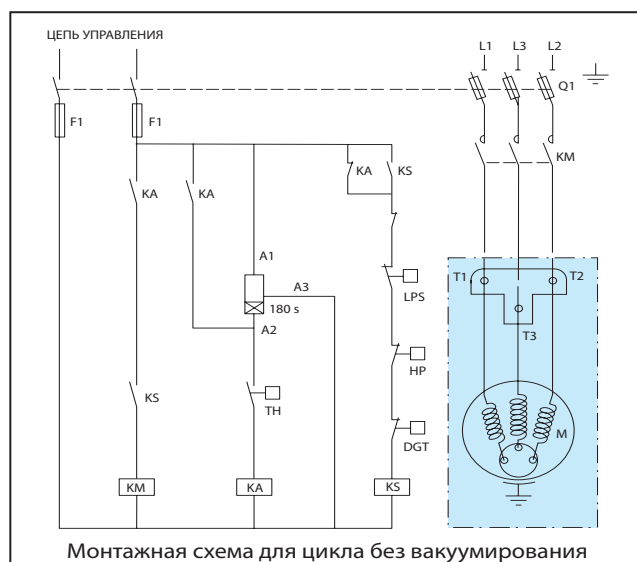 ЦЕПЬ УПРАВЛЕНИЯ
L1 L3 L2
Q1
F1 F1
KM
KA KA KA KS
A1
T1 T2
A3
LPS
180 s
A2
T3
HP
KS TH
M
DGT
KM KA KS
Монтажная схема для цикла без вакуумирования